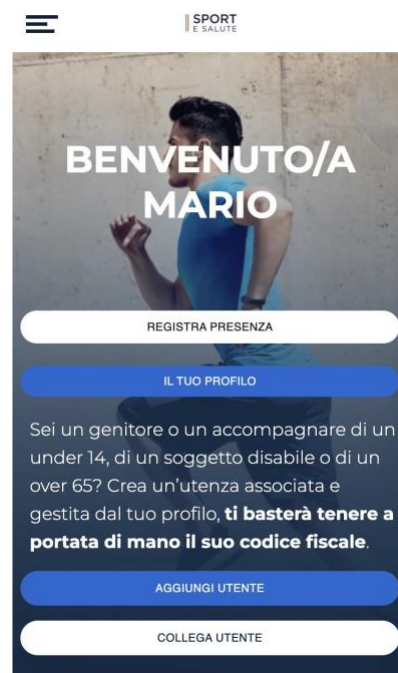 SPORT
E SALUTE
BENVENUTO/A
MARIO
REGISTRA PRESENZA
IL TUO PROFILO
Sei un genitore o un accompagnare di un
under 14, di un soggetto disabile o di un
over 65? Crea un'utenza associata e
gestita dal tuo profilo, ti basterà tenere a
portata di mano il suo codice fiscale.
AGGIUNGI UTENTE
COLLEGA UTENTE